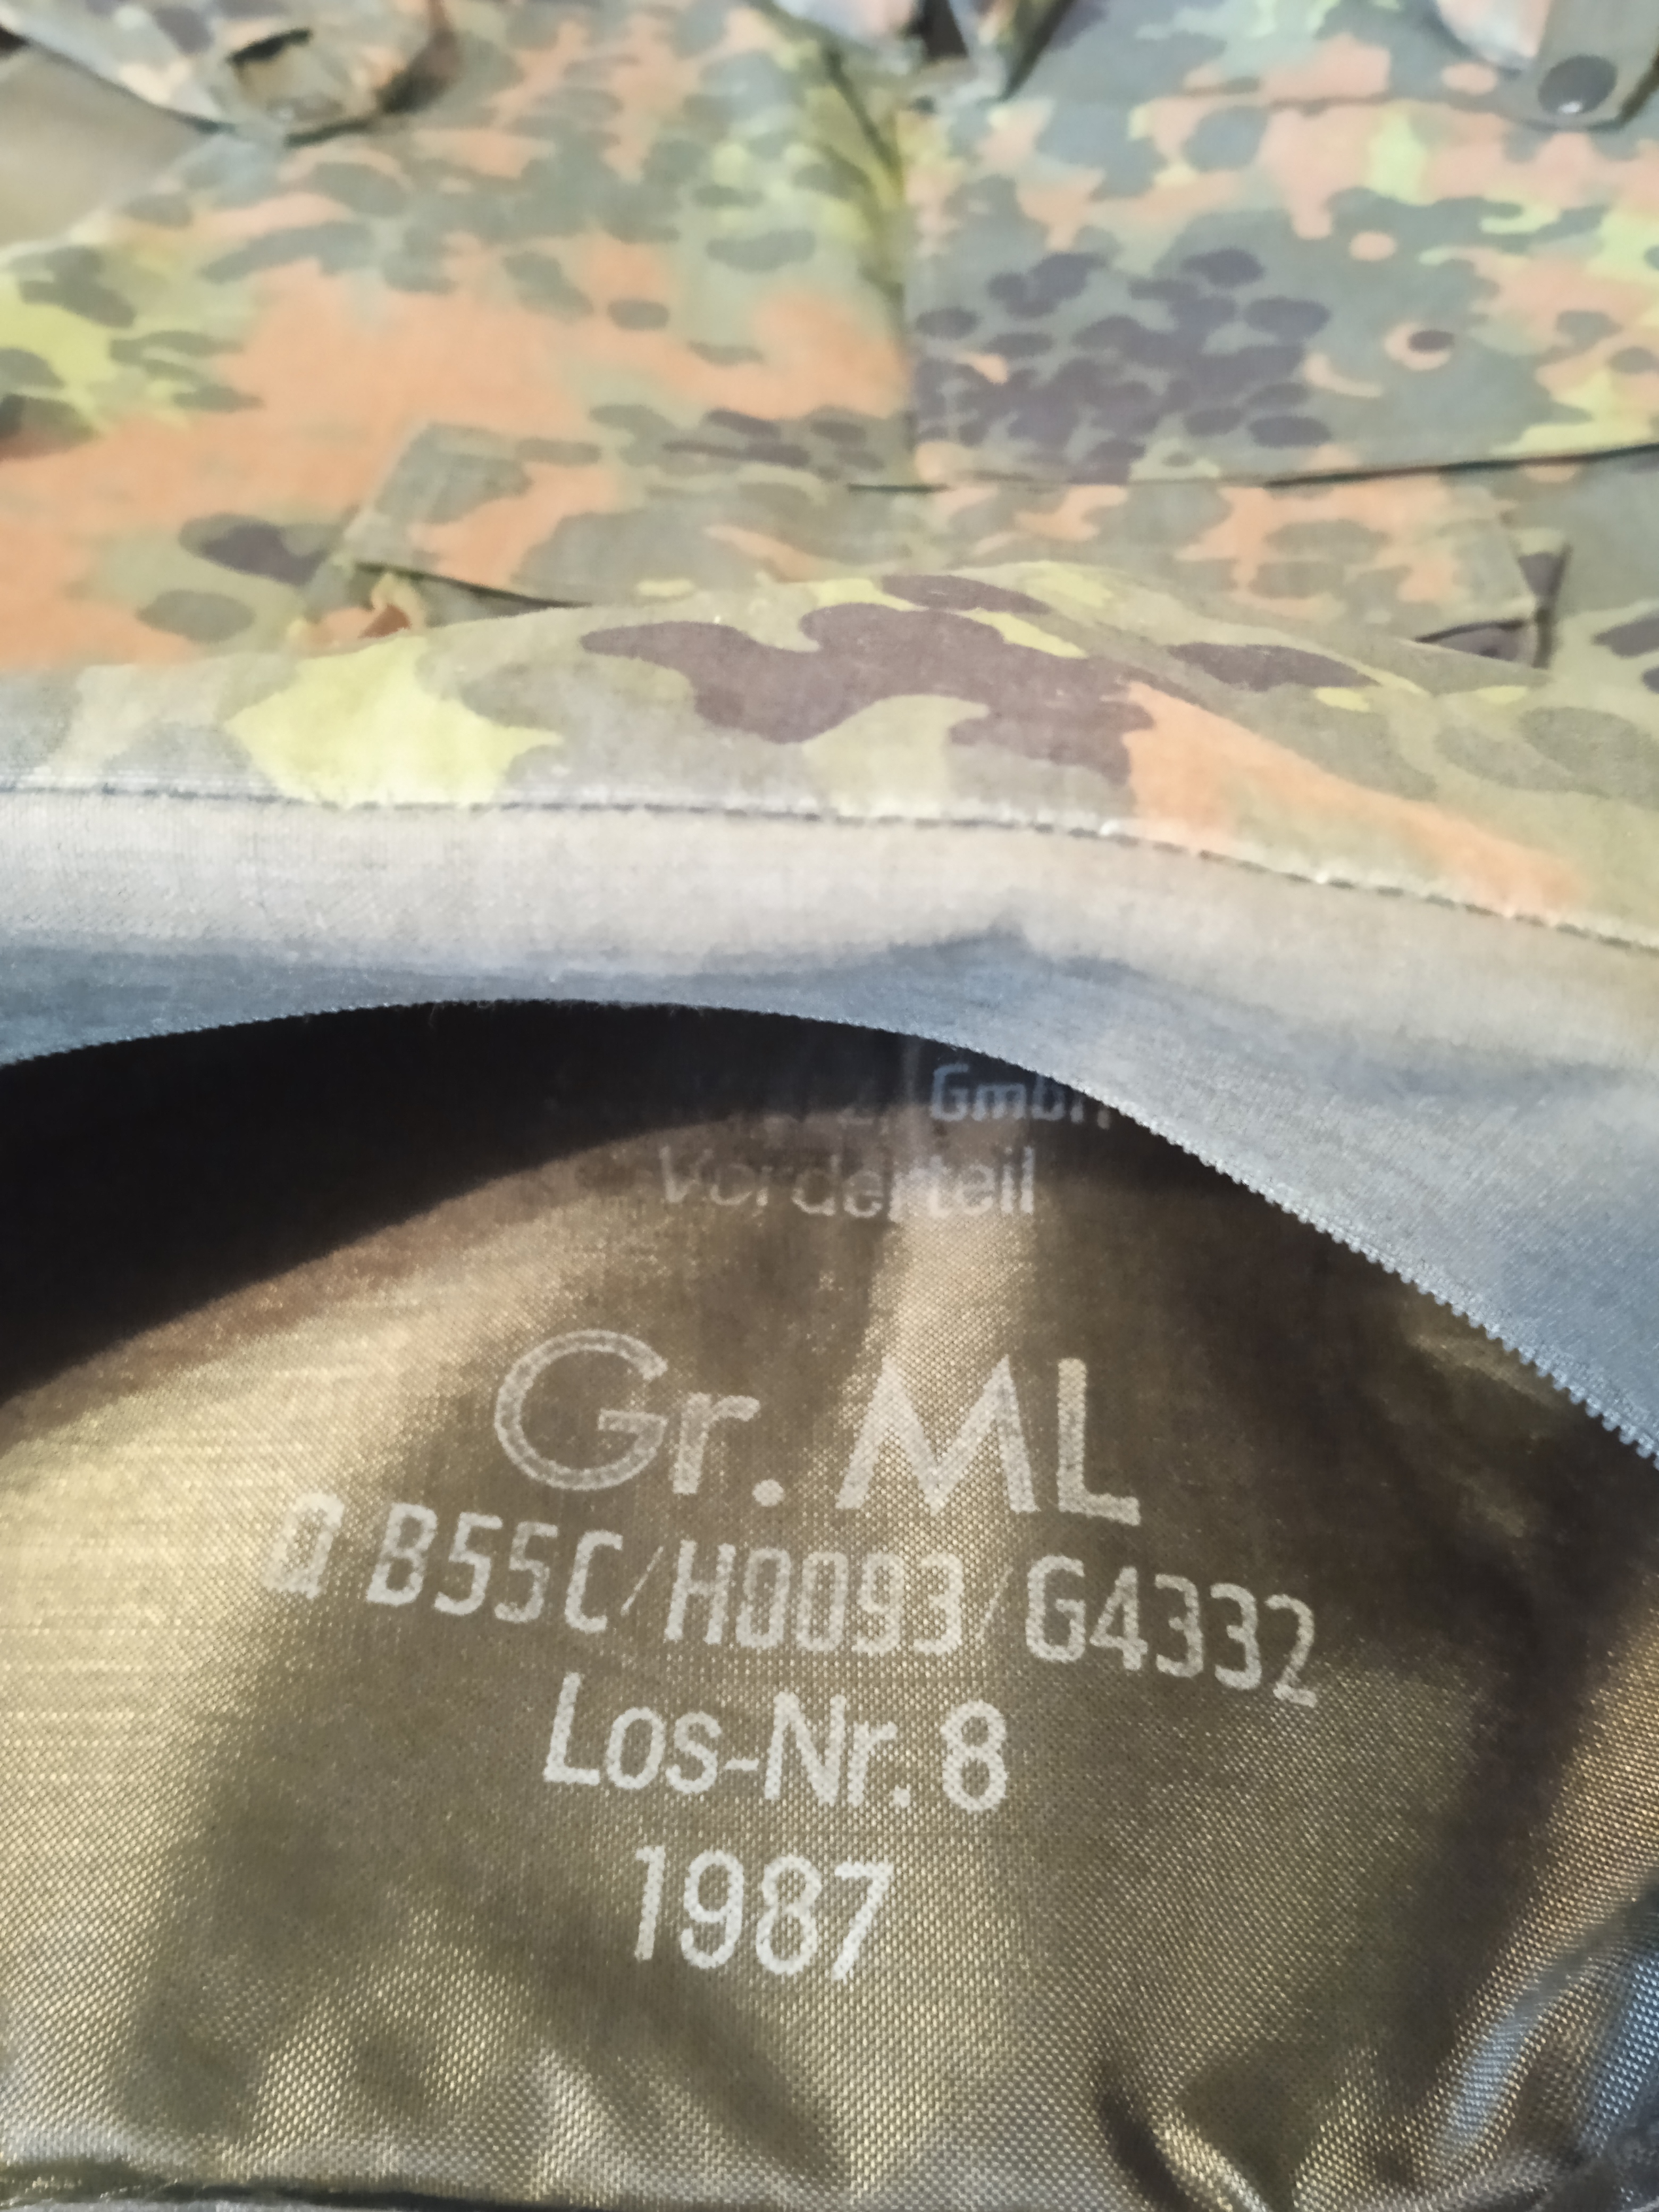 GmbH
Vorderteil
Gr. ML
Q B55C/H0093/G4332
Los-Nr. 8
1987